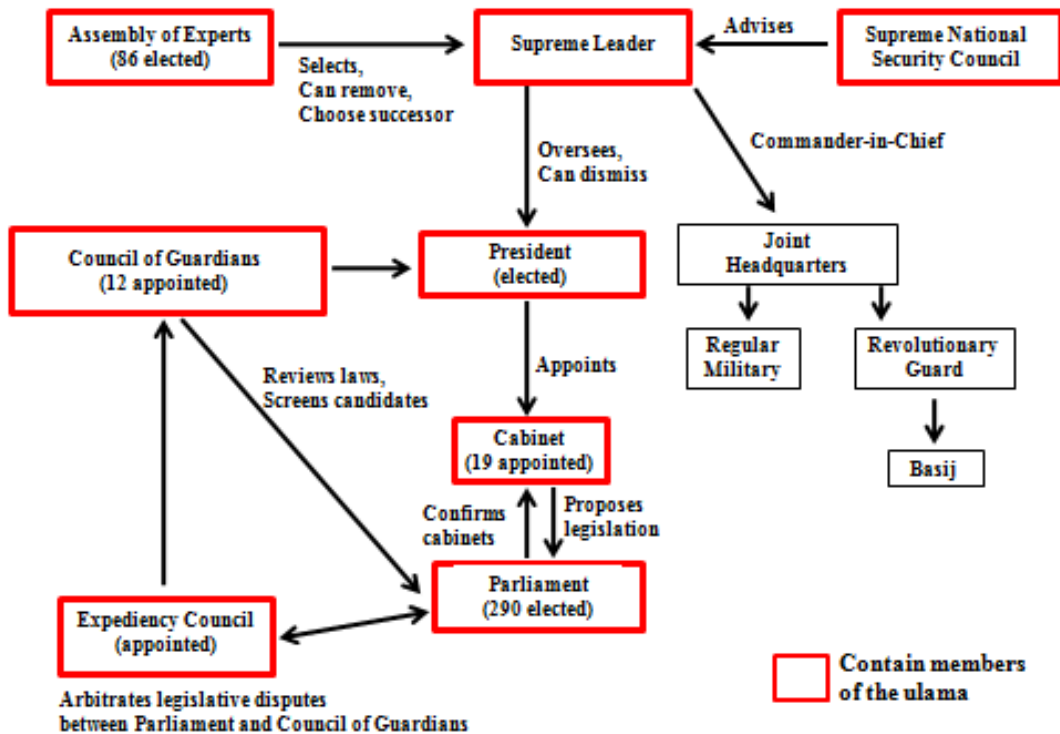 Assembly of Experts
(86 elected)
Selects,
Can remove,
Choose successor
Supreme Leader
Advises
Supreme National
Security Council
Oversees,
Can dismiss
Commander-in-Chief
Council of Guardians
(12 appointed)
President
(elected)
Joint
Headquarters
Regular
Military
Revolutionary
Guard
Basij
Reviews laws,
Screens candidates
Appoints
Cabinet
(19 appointed)
Confirms
cabinets
Proposes
legislation
Parliament
(290 elected)
Expediency Council
(appointed)
Arbitrates legislative disputes
between Parliament and Council of Guardians
Contain members
of the ulama